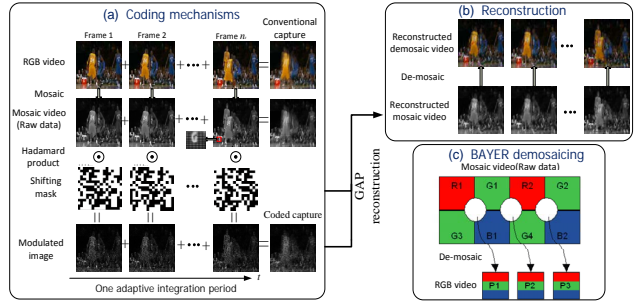 (a) Coding mechanisms
Conventional capture
Frame 1
Frame 2
Frame n
RGB video
Mosaic
Mosaic video (Raw data)
Hadamard product
Shifting mask
Coded capture
Modulated image
One adaptive integration period
t
GAP reconstruction
(b) Reconstruction
Reconstructed demosaic video
De-mosaic
Reconstructed mosaic video
(c) BAYER demosaicing
Mosaic video(Raw data)
R1 G1 R2 G2
G3 B1 G4 B2
De-mosaic
RGB video
P1 P2 P3